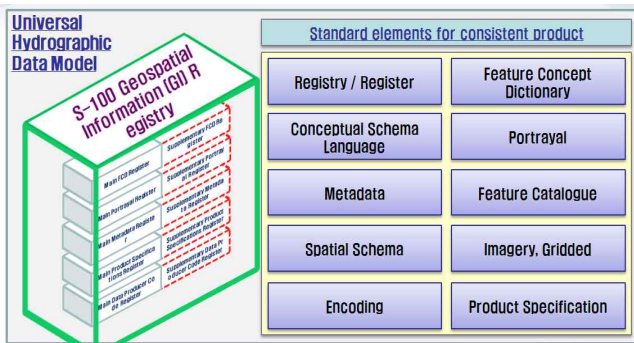 Universal
Hydrographic
Data Model
S-100 Geospatial
Information (GI) R
egistry
Main FCD Register
Supplementary FCD Re
gister
Main Portrayal Register
Supplementary Portray
al Register
Main Metadata Registe
r
Supplementary Metada
ta Register
Main Product Specifica
tions Register
Supplementary Product
Specifications Register
Main Data Producer Co
de Register
Supplementary Data Pr
oducer Code Register
Standard elements for consistent product
Registry / Register
Feature Concept
Dictionary
Conceptual Schema
Language
Portrayal
Metadata
Feature Catalogue
Spatial Schema
Imagery, Gridded
Encoding
Product Specification